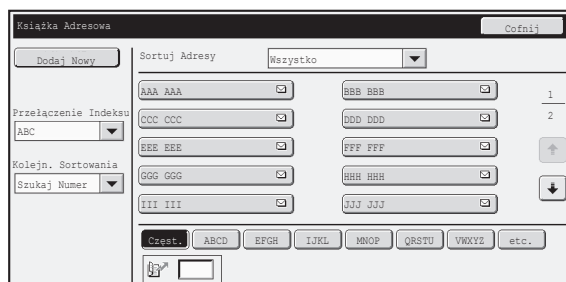 Książka Adresowa
Cofnij
Dodaj Nowy
Sortuj Adresy
Wszystko
AAA AAA
BBB BBB
1
Przełączenie Indeksu
CCC CCC
DDD DDD
2
ABC
EEE EEE
FFF FFF
Kolejn. Sortowania
GGG GGG
HHH HHH
Szukaj Numer
III III
JJJ JJJ
Częst.
ABCD
EFGH
IJKL
MNOP
QRSTU
VWXYZ
etc.